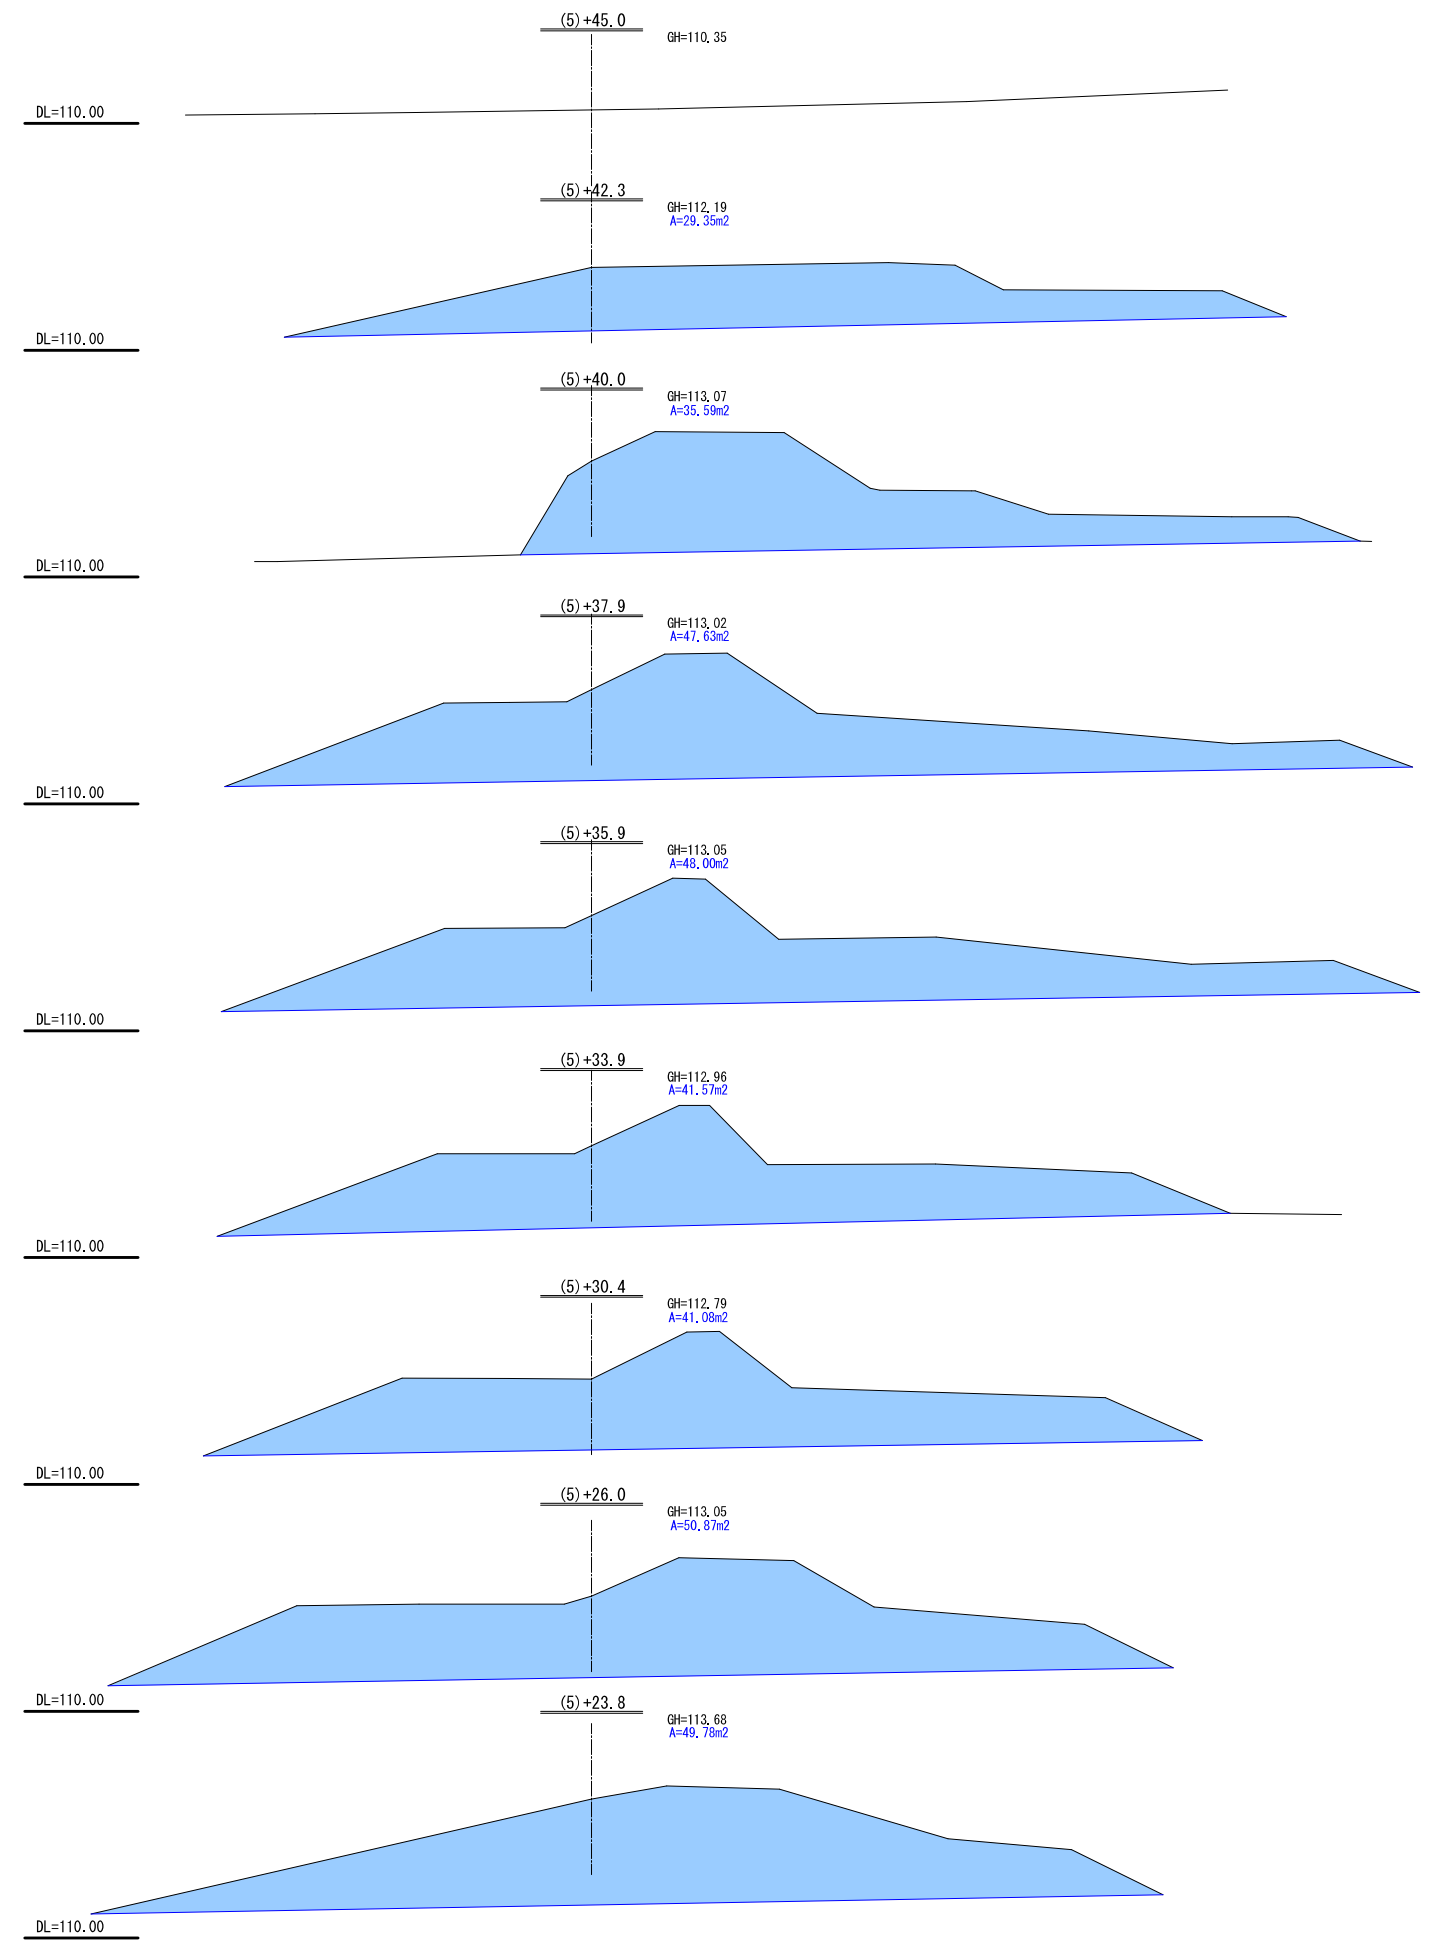 (5)+45.0
GH=110.35
DL=110.00
(5)+42.3
GH=112.19
A=29.35m2
DL=110.00
(5)+40.0
GH=113.07
A=35.59m2
DL=110.00
(5)+37.9
GH=113.02
A=47.63m2
DL=110.00
(5)+35.9
GH=113.05
A=48.00m2
DL=110.00
(5)+33.9
GH=112.96
A=41.57m2
DL=110.00
(5)+30.4
GH=112.79
A=41.08m2
DL=110.00
(5)+26.0
GH=113.05
A=50.87m2
DL=110.00
(5)+23.8
GH=113.68
A=49.78m2
DL=110.00